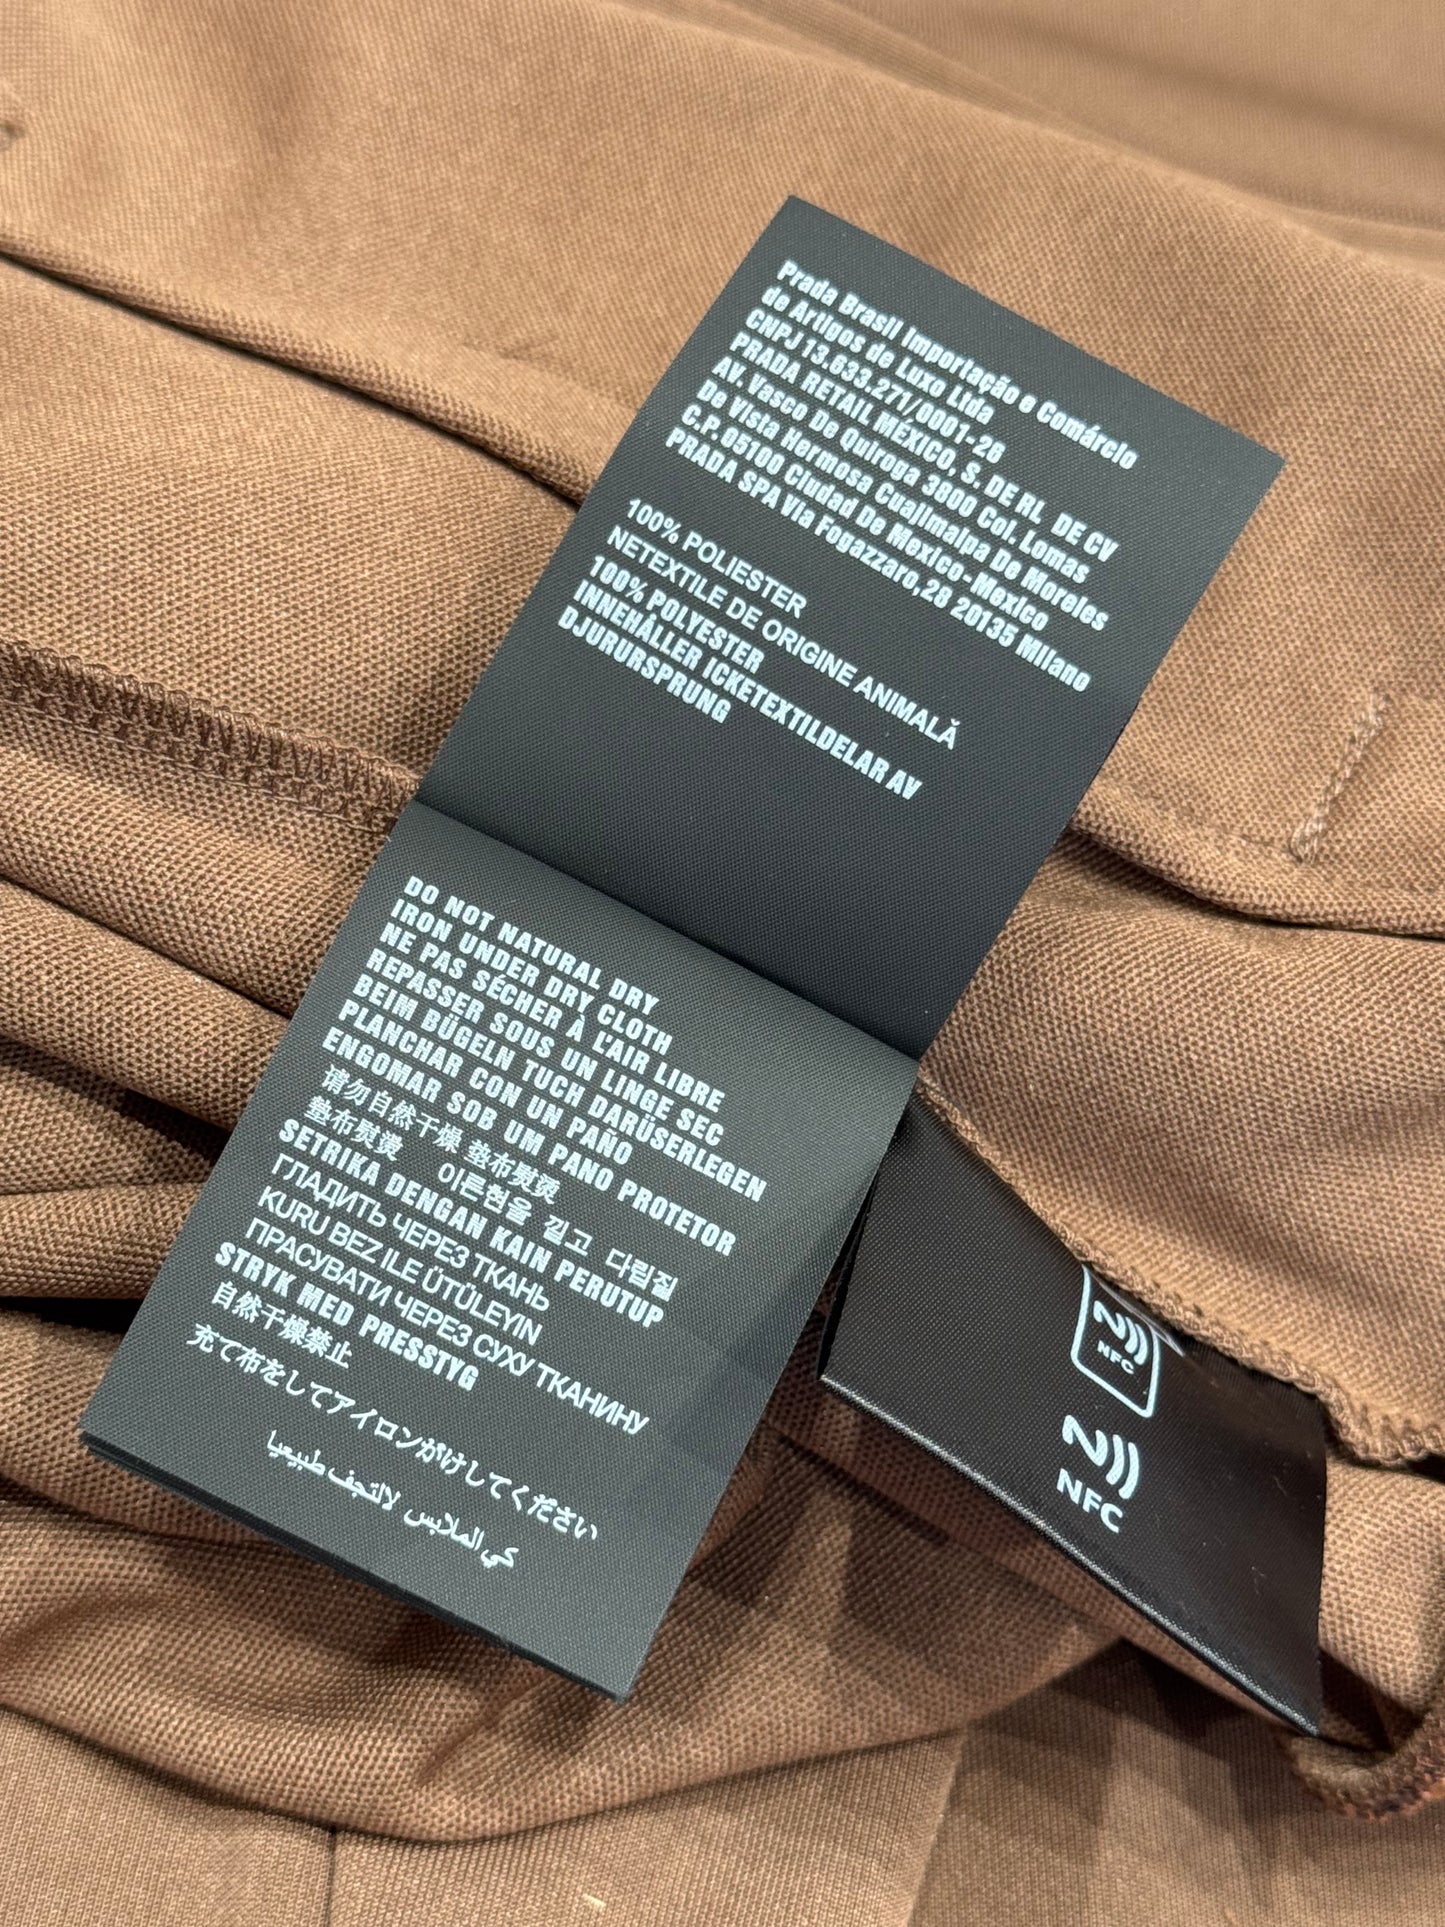 Prada Brasil Importação e Comércio
de Artigos de Luxo Ltda
CNPJ 13.633.271/0001-26
PRADA RETAIL MÉXICO, S. DE RL DE CV
AV. Vasco De Quiroga 3800 Col. Lomas
De Vista Hermosa Cuajimalpa De Morelos
C.P. 05100 Ciudad De Mexico-Mexico
PRADA SPA Via Fogazzaro,28 20135 Milano
100% POLIESTER
NETEXTILE DE ORIGINE ANIMALĂ
100% POLYESTER
INNEHÅLLER ICKETEXTILDELAR AV
DJURURSPRUNG
DO NOT NATURAL DRY
IRON UNDER DRY CLOTH
NE PAS SÉCHER À L'AIR LIBRE
REPASSER SOUS UN LINGE SEC
BEIM BÜGELN TUCH DARÜSERLEGEN
PLANCHAR CON UN PAÑO
ENGOMAR SOB UM PANO PROTETOR
请勿自然干燥 垫布熨烫
墊布熨燙 이른천을 낄고 다림질
SETRIKA DENGAN KAIN PERUTUP
ГЛАДИТЬ ЧЕРЕЗ ТКАНЬ
KURU BEZ ILE ÜTÜLEYIN
ПРАСУВАТИ ЧЕРЕЗ СУХУ ТКАНИНУ
STRYK MED PRESSTYG
自然干燥禁止
充て布をしてアイロンがけしてください
لالتجف طبيعيا
كي الملابس
NFC
NFC